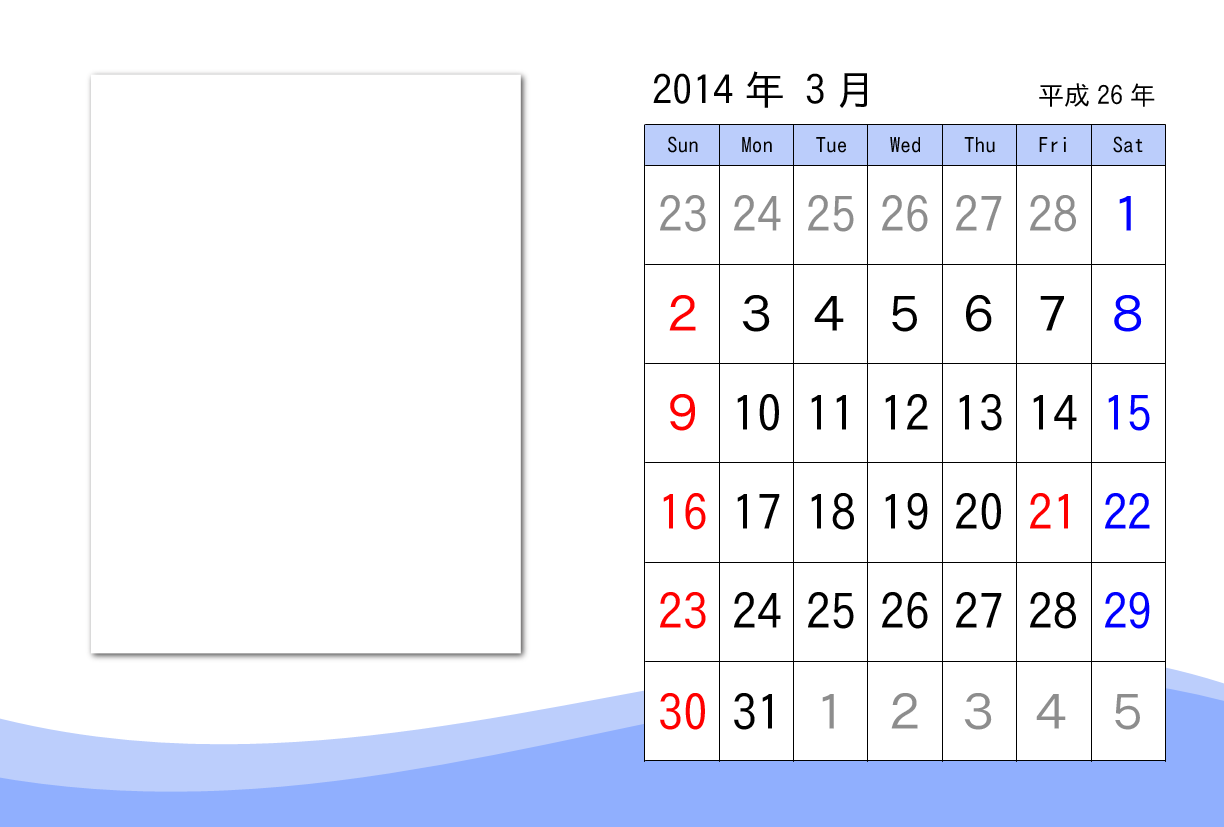 2014 年 3 月
平成 26 年
Sun Mon Tue Wed Thu Fri Sat
23 24 25 26 27 28 1
2 3 4 5 6 7 8
9 10 11 12 13 14 15
16 17 18 19 20 21 22
23 24 25 26 27 28 29
30 31 1 2 3 4 5